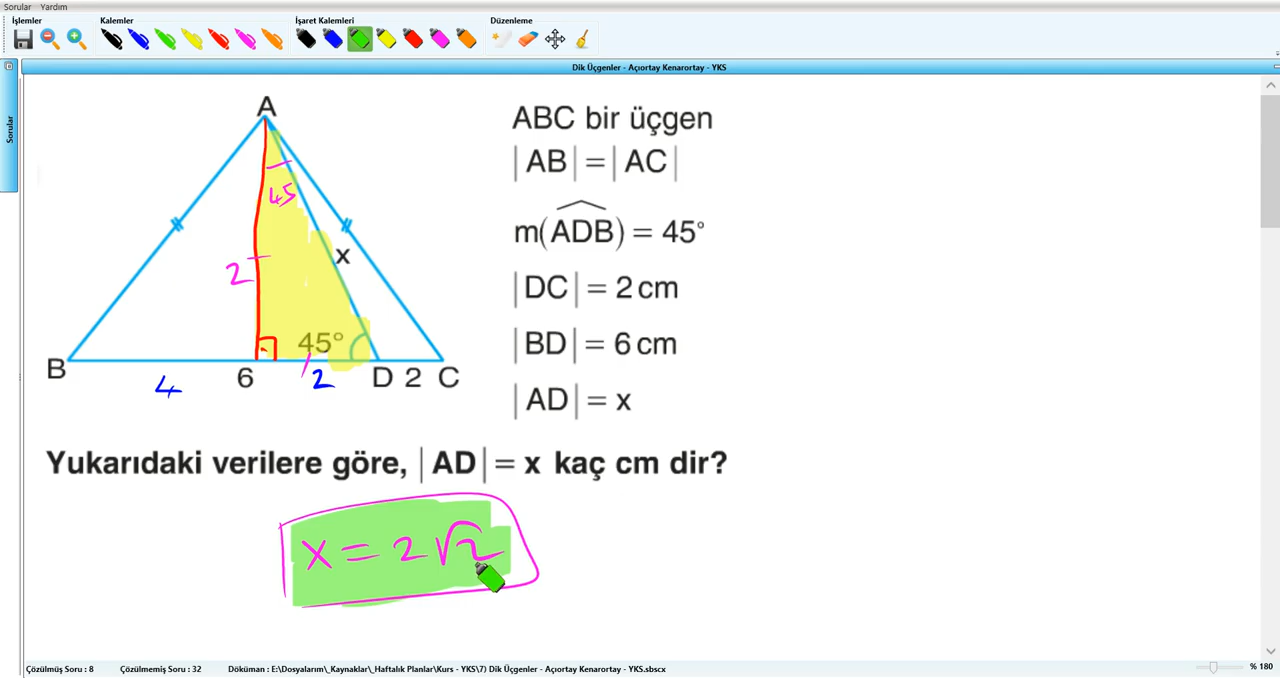 Sorular Yardım
İşlemler Kalemler İşaret Kalemleri Düzenleme
Dik Üçgenler - Açıortay Kenarortay - YKS
Sorular
A
45
2
x
45°
B 6 D 2 C
4 2
ABC bir üçgen
|AB| = |AC|
m(ADB) = 45°
|DC| = 2 cm
|BD| = 6 cm
|AD| = x
Yukarıdaki verilere göre, |AD| = x kaç cm dir?
x = 2√2
Çözülmüş Soru : 8 Çözülmemiş Soru : 32 Döküman : E:\Dosyalarım\_Kaynaklar\_Haftalık Planlar\Kurs - YKS\7) Dik Üçgenler - Açıortay Kenarortay - YKS.sbscx % 180